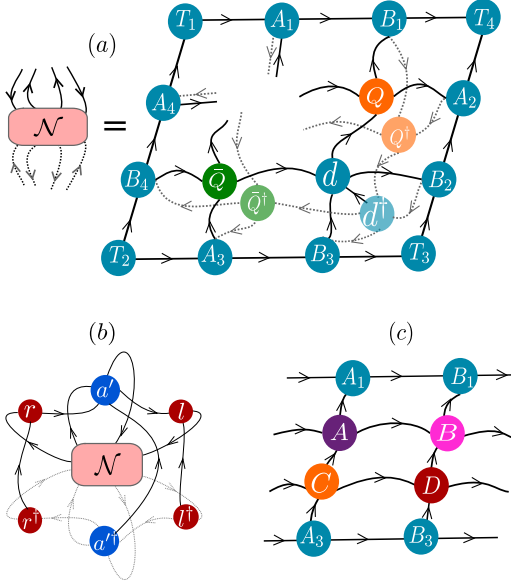 (a)
T₁ A₁ B₁ T₄
𝒩 =
A₄ Q A₂
Q†
B₄ Q̄ d B₂
Q̄† d†
T₂ A₃ B₃ T₃
(b)
r a′ l
𝒩
r† a′† l†
(c)
A₁ B₁
A B
C D
A₃ B₃